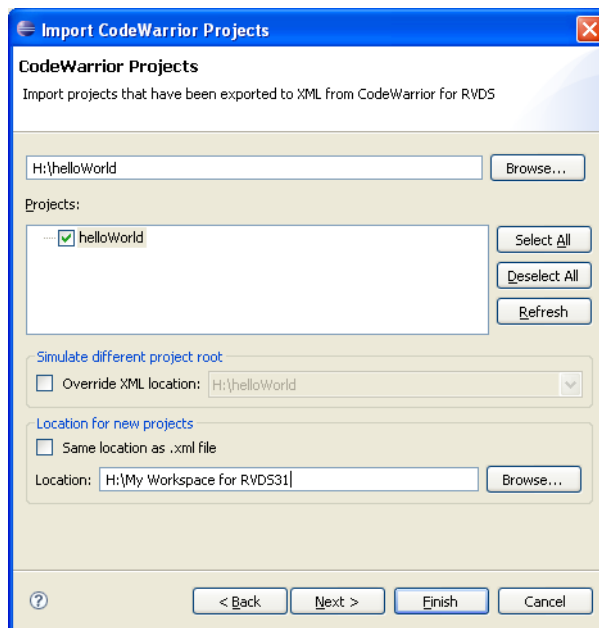 Import CodeWarrior Projects
CodeWarrior Projects
Import projects that have been exported to XML from CodeWarrior for RVDS
H:\helloWorld
Browse...
Projects:
helloWorld
Select All
Deselect All
Refresh
Simulate different project root
Override XML location:
H:\helloWorld
Location for new projects
Same location as .xml file
Location:
H:\My Workspace for RVDS31
Browse...
?
< Back
Next >
Finish
Cancel